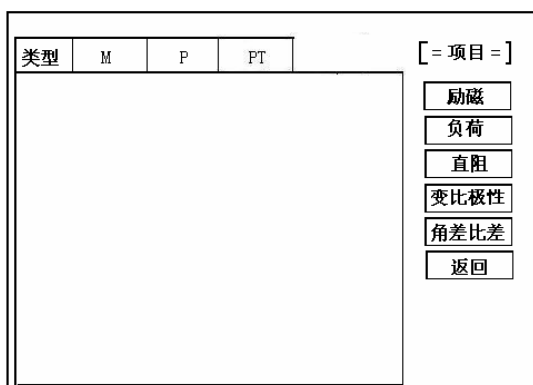 类型 M P PT
[= 项目 =]
励磁
负荷
直阻
变比极性
角差比差
返回